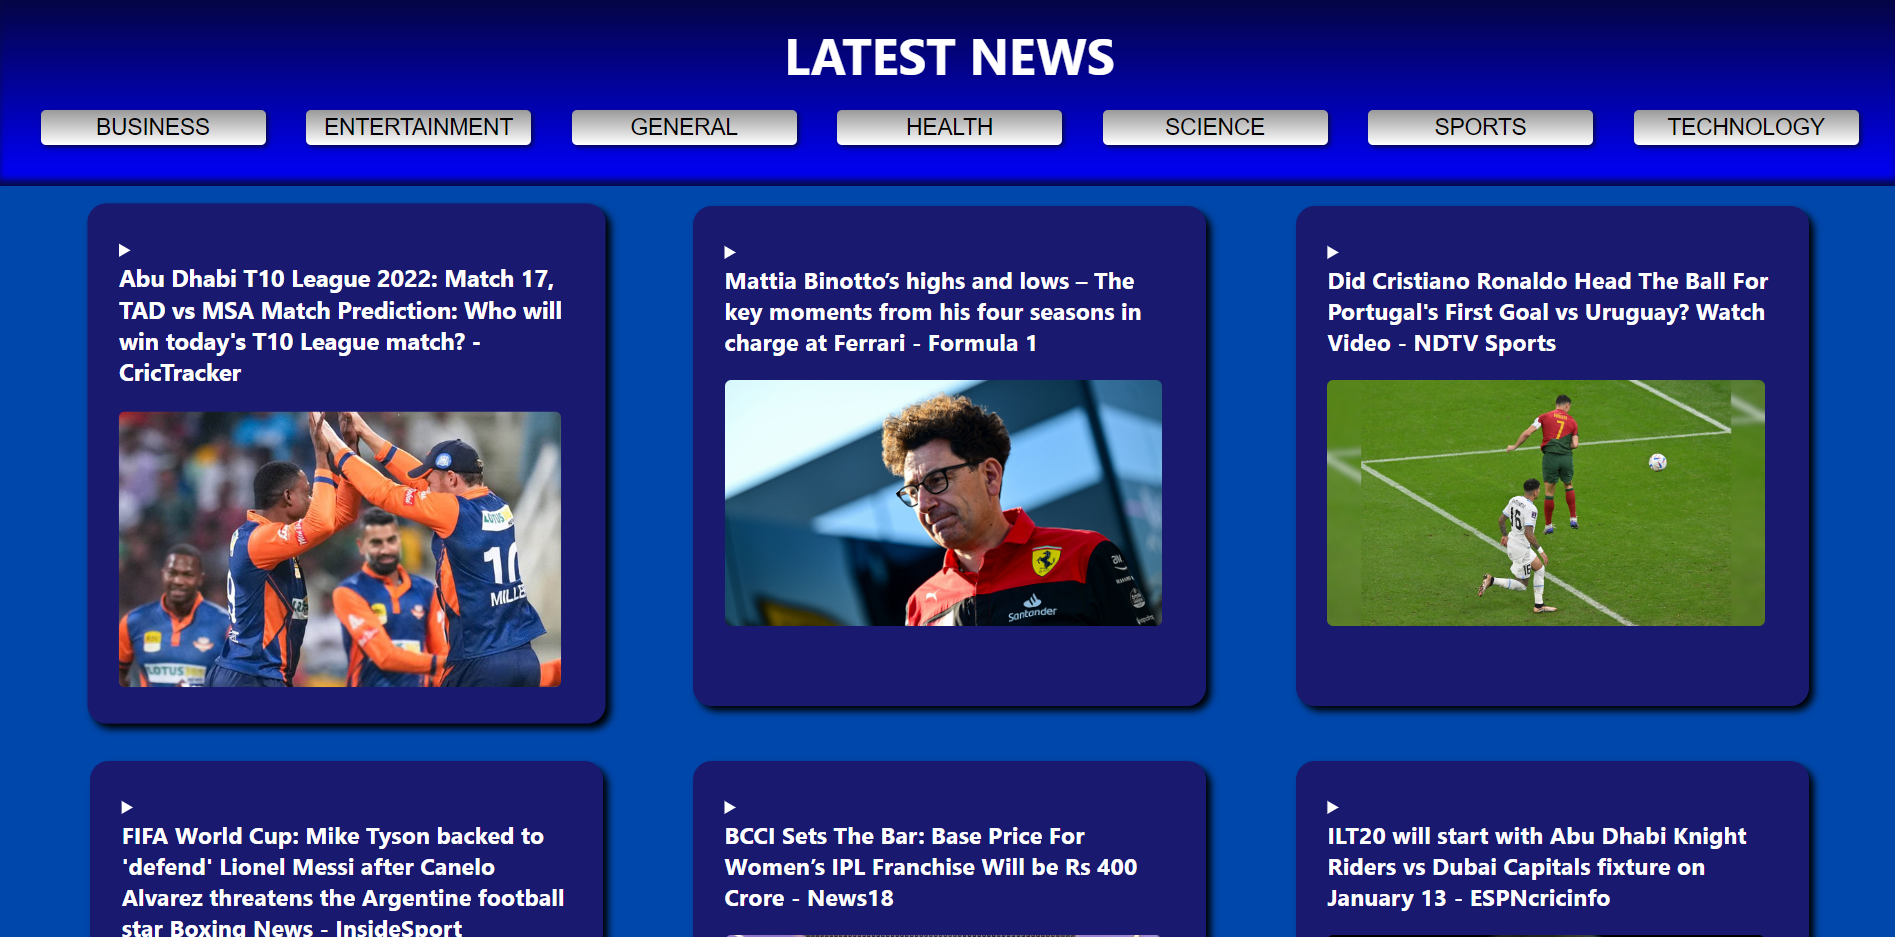 LATEST NEWS
BUSINESS
ENTERTAINMENT
GENERAL
HEALTH
SCIENCE
SPORTS
TECHNOLOGY
Abu Dhabi T10 League 2022: Match 17,
TAD vs MSA Match Prediction: Who will
win today's T10 League match? -
CricTracker
LOTUS
10
MILLE
9
LOTUS
Mattia Binotto’s highs and lows – The
key moments from his four seasons in
charge at Ferrari - Formula 1
Santander
Did Cristiano Ronaldo Head The Ball For
Portugal's First Goal vs Uruguay? Watch
Video - NDTV Sports
7
16
16
FIFA World Cup: Mike Tyson backed to
'defend' Lionel Messi after Canelo
Alvarez threatens the Argentine football
star Boxing News - InsideSport
BCCI Sets The Bar: Base Price For
Women’s IPL Franchise Will be Rs 400
Crore - News18
ILT20 will start with Abu Dhabi Knight
Riders vs Dubai Capitals fixture on
January 13 - ESPNcricinfo